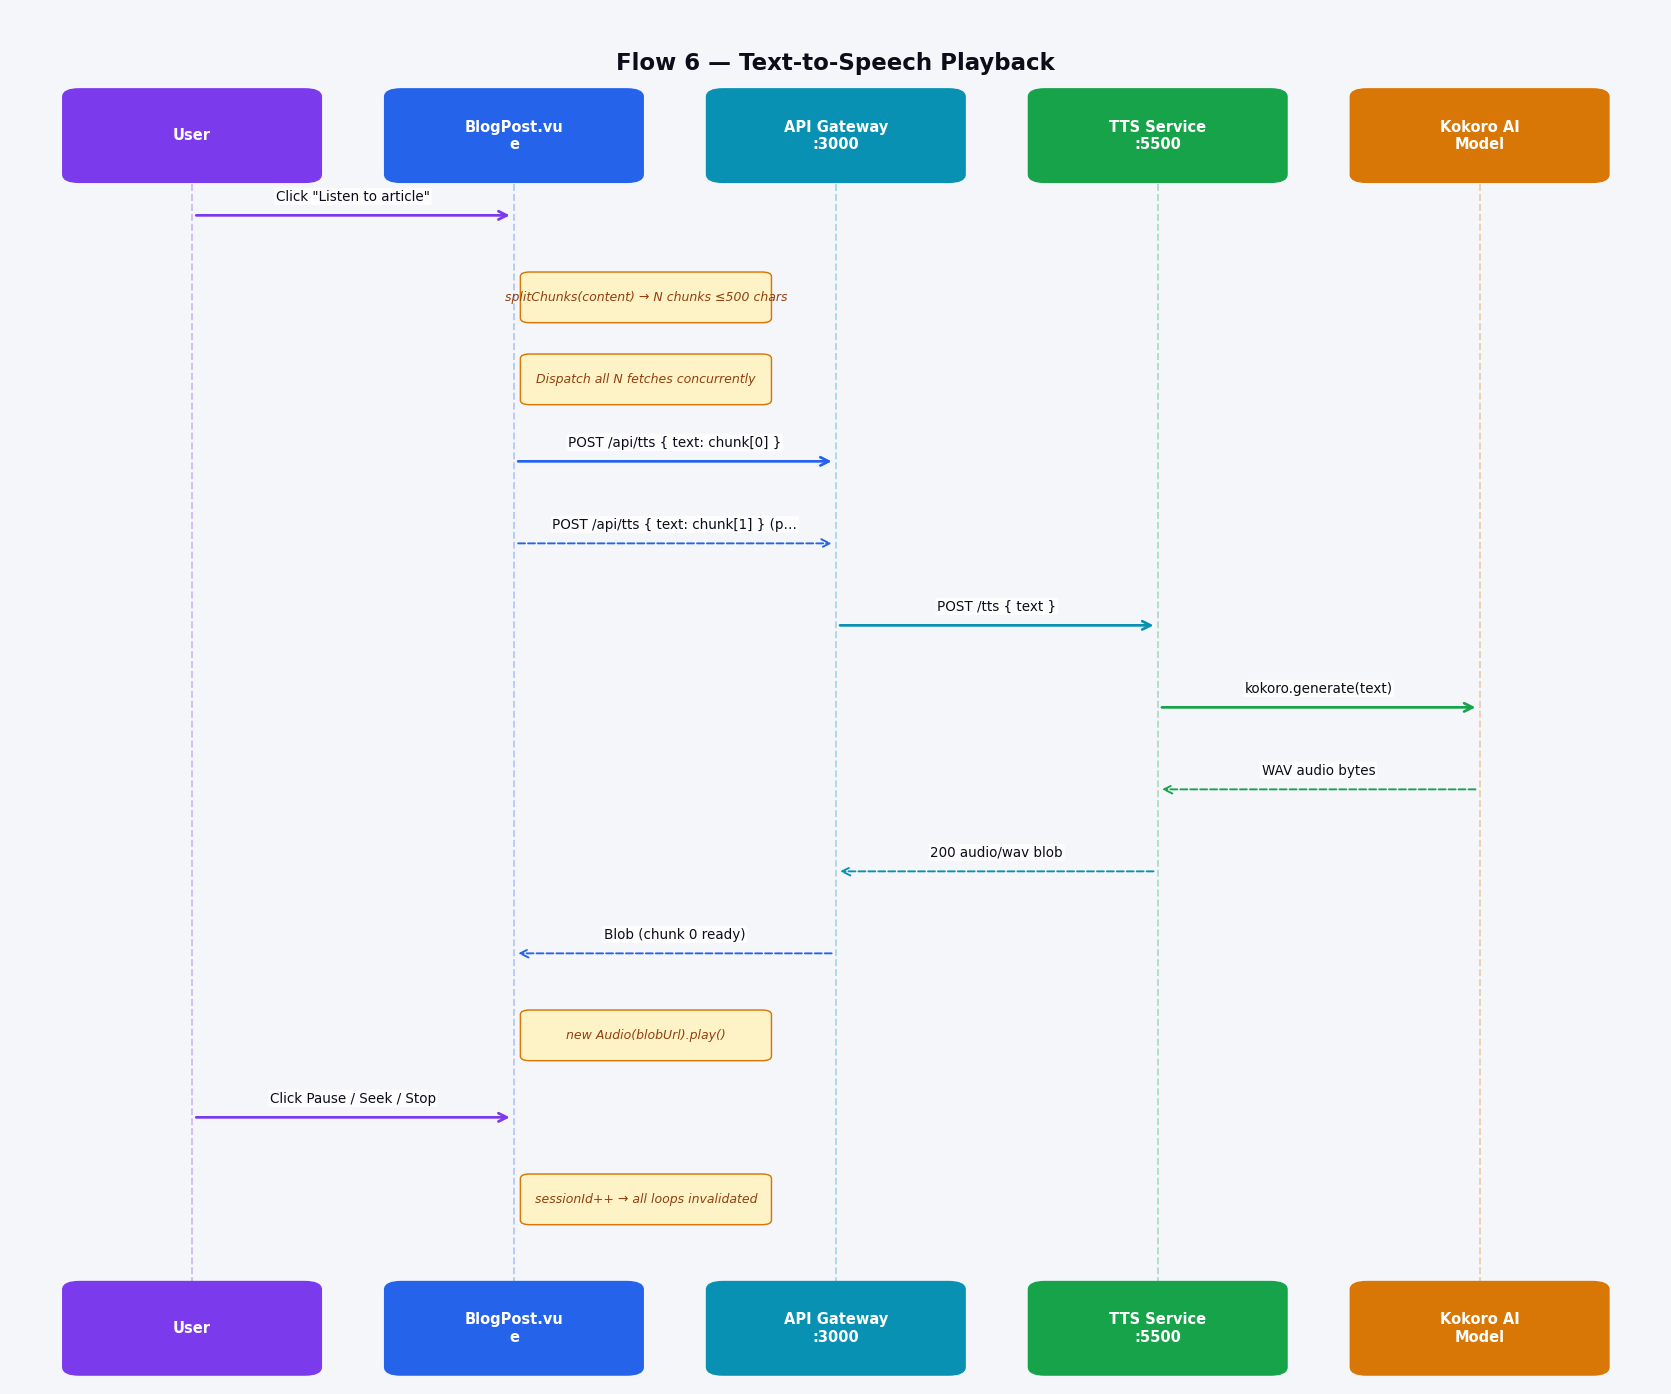 Flow 6 — Text-to-Speech Playback
User
BlogPost.vu
e
API Gateway
:3000
TTS Service
:5500
Kokoro AI
Model
Click "Listen to article"
splitChunks(content) → N chunks ≤500 chars
Dispatch all N fetches concurrently
POST /api/tts { text: chunk[0] }
POST /api/tts { text: chunk[1] } (p...
POST /tts { text }
kokoro.generate(text)
WAV audio bytes
200 audio/wav blob
Blob (chunk 0 ready)
new Audio(blobUrl).play()
Click Pause / Seek / Stop
sessionId++ → all loops invalidated
User
BlogPost.vu
e
API Gateway
:3000
TTS Service
:5500
Kokoro AI
Model